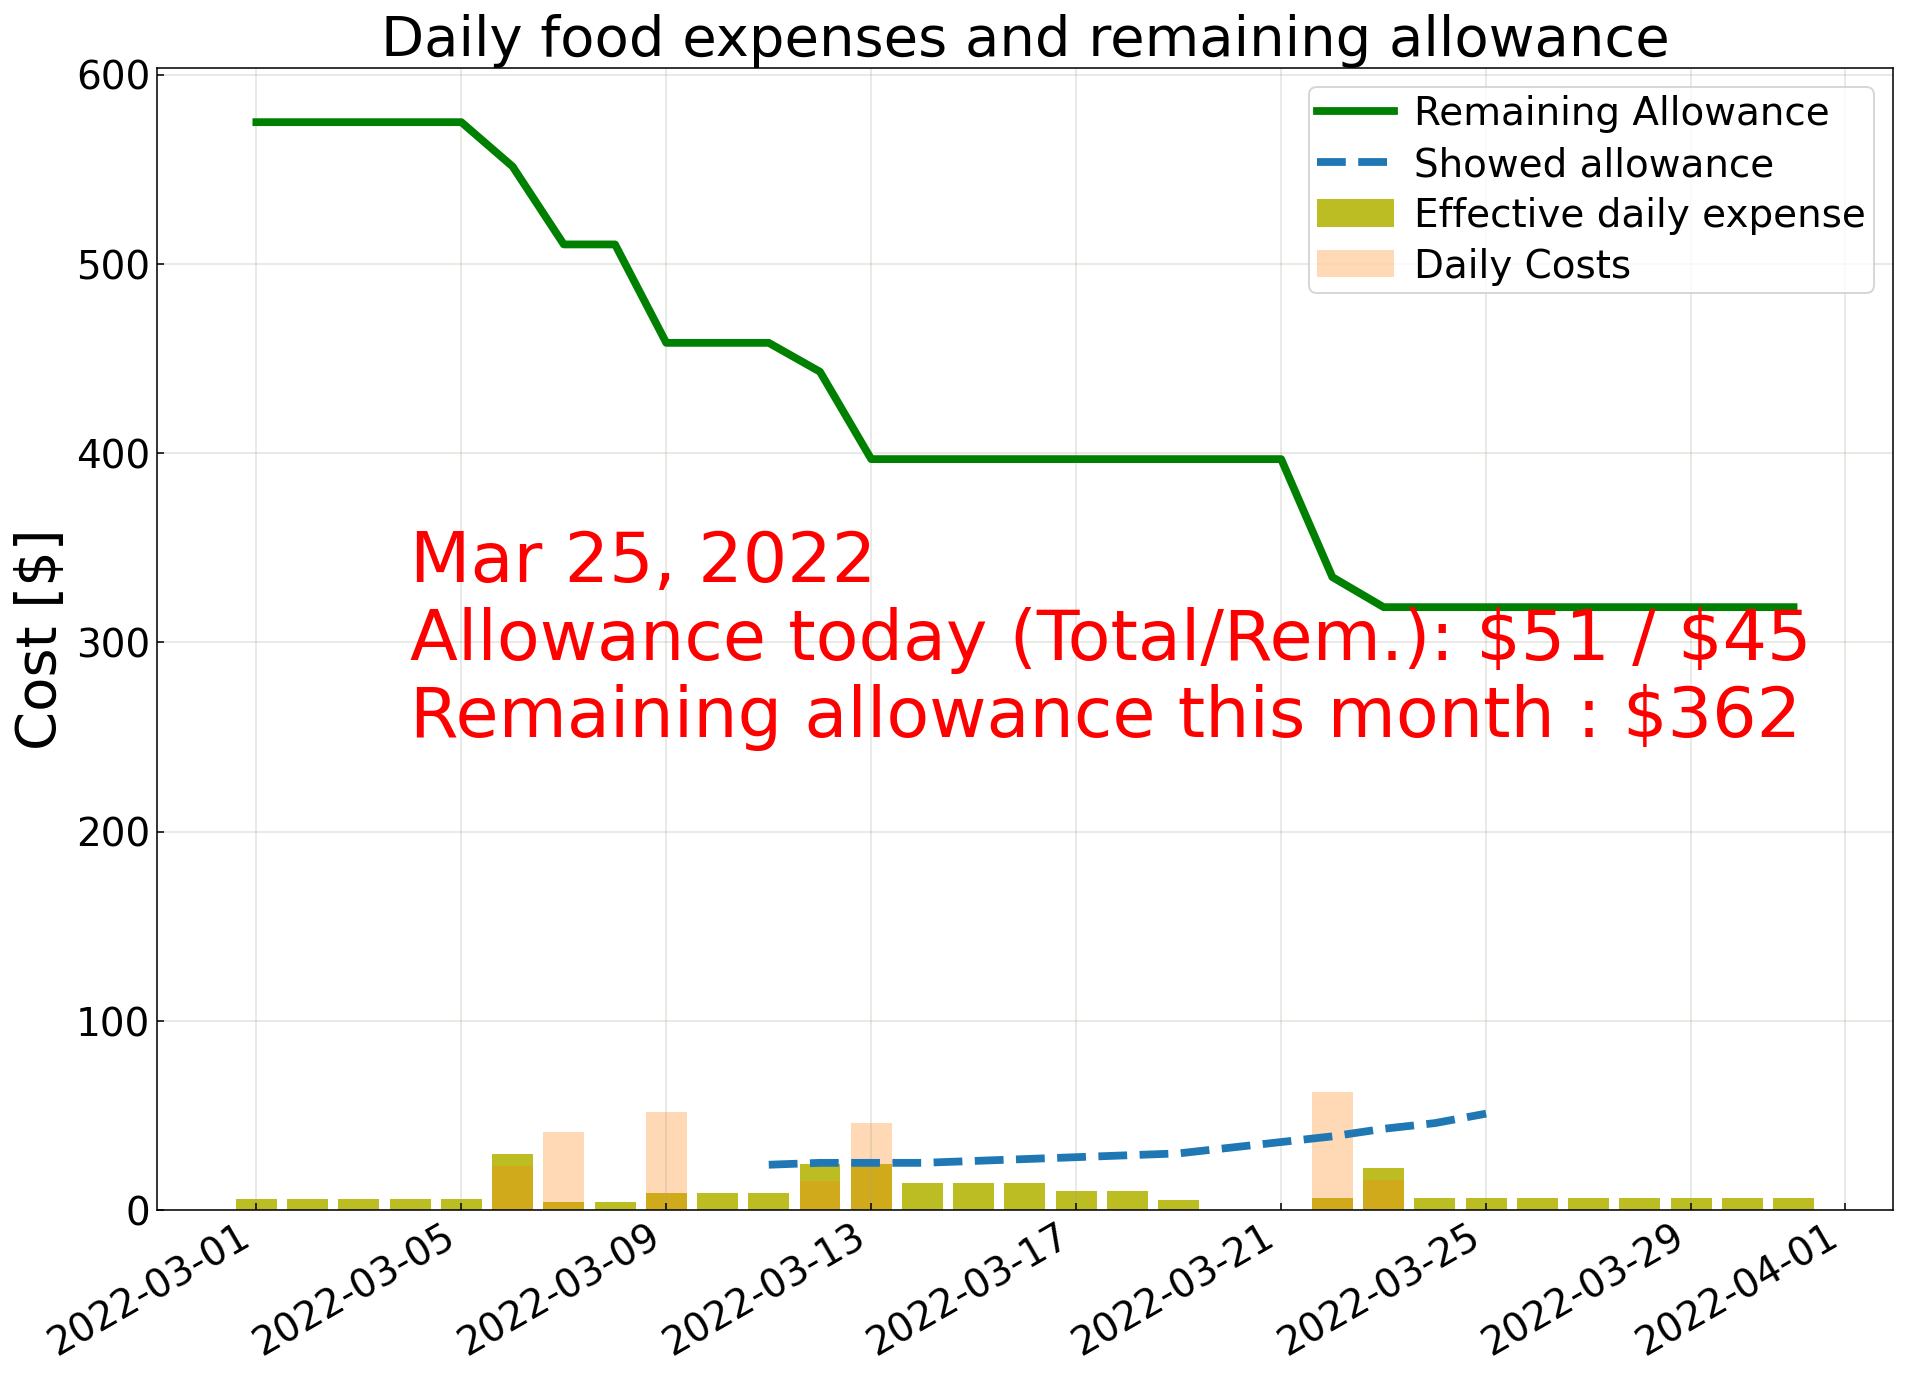 Daily food expenses and remaining allowance
Cost [$]
600
500
400
300
200
100
0
Remaining Allowance
Showed allowance
Effective daily expense
Daily Costs
Mar 25, 2022
Allowance today (Total/Rem.): $51 / $45
Remaining allowance this month : $362
2022-03-01
2022-03-05
2022-03-09
2022-03-13
2022-03-17
2022-03-21
2022-03-25
2022-03-29
2022-04-01